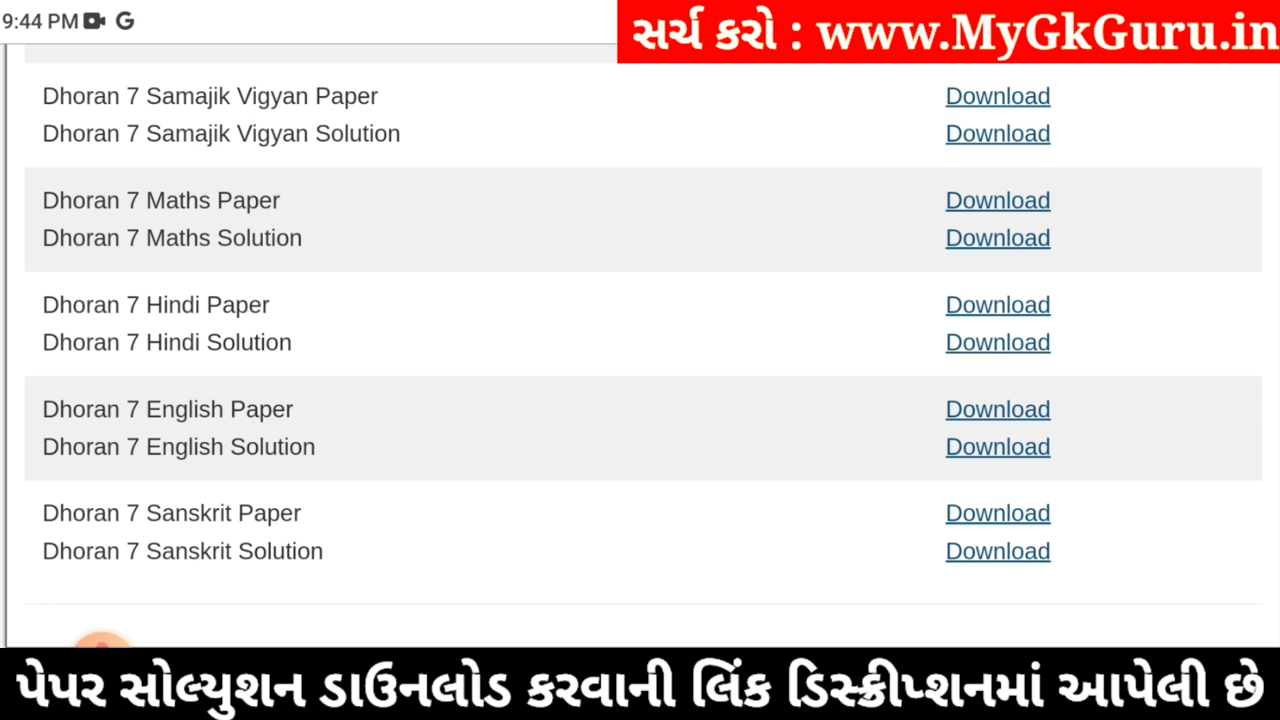 9:44 PM G
સર્ચ કરો : www.MyGkGuru.in
Dhoran 7 Samajik Vigyan Paper Download
Dhoran 7 Samajik Vigyan Solution Download
Dhoran 7 Maths Paper Download
Dhoran 7 Maths Solution Download
Dhoran 7 Hindi Paper Download
Dhoran 7 Hindi Solution Download
Dhoran 7 English Paper Download
Dhoran 7 English Solution Download
Dhoran 7 Sanskrit Paper Download
Dhoran 7 Sanskrit Solution Download
પેપર સોલ્યુશન ડાઉનલોડ કરવાની લિંક ડિસ્ક્રીપ્શનમાં આપેલી છે